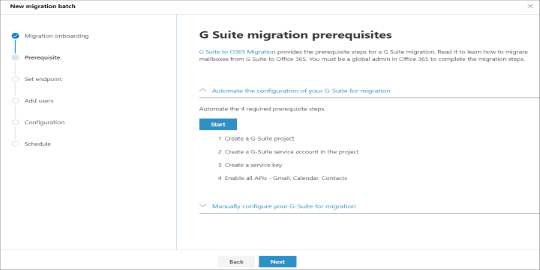 New migration batch
Migration onboarding
Prerequisite
Set endpoint
Add users
Configuration
Schedule
G Suite migration prerequisites
G Suite to O365 Migration provides the prerequisite steps for a G Suite migration. Read it to learn how to migrate
mailboxes from G Suite to Office 365. You must be a global admin in Office 365 to complete the migration steps.
Automate the configuration of your G-Suite for migration
Automate the 4 required prerequisite steps.
Start
1 Create a G-Suite project
2 Create a G-Suite service account in the project
3 Create a service key
4 Enable all APIs - Gmail, Calendar, Contacts
Manually configure your G-Suite for migration
Back
Next